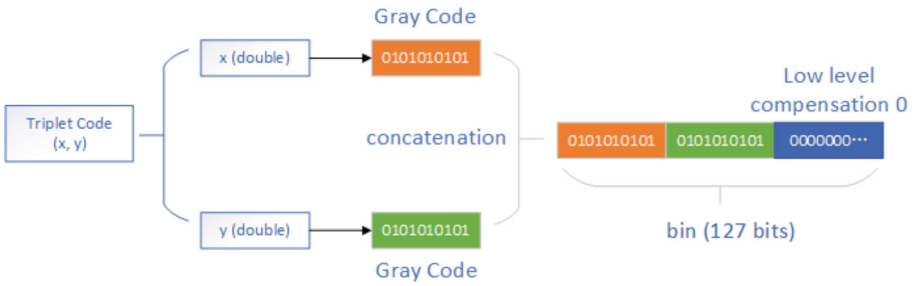 Gray Code
x (double)
0101010101
Low level
compensation 0
Triplet Code
(x, y)
concatenation
0101010101
0101010101
0000000···
y (double)
0101010101
bin (127 bits)
Gray Code